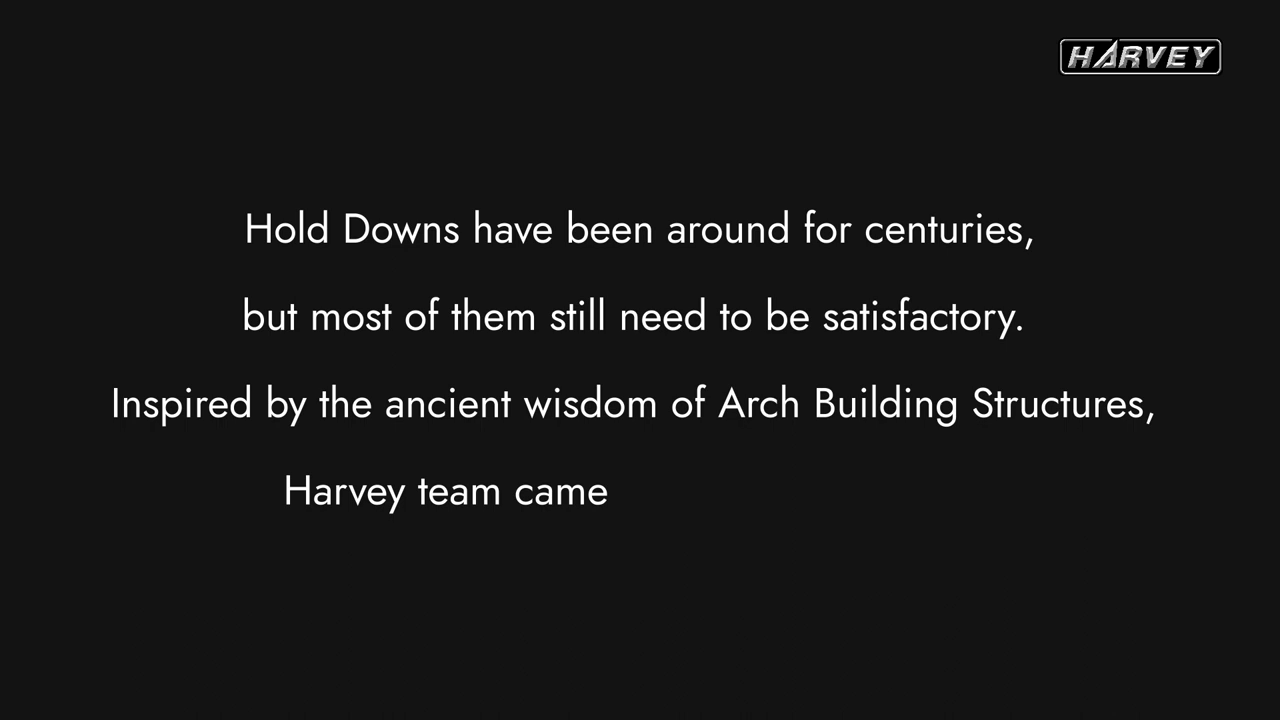 HARVEY
Hold Downs have been around for centuries,
but most of them still need to be satisfactory.
Inspired by the ancient wisdom of Arch Building Structures,
Harvey team came